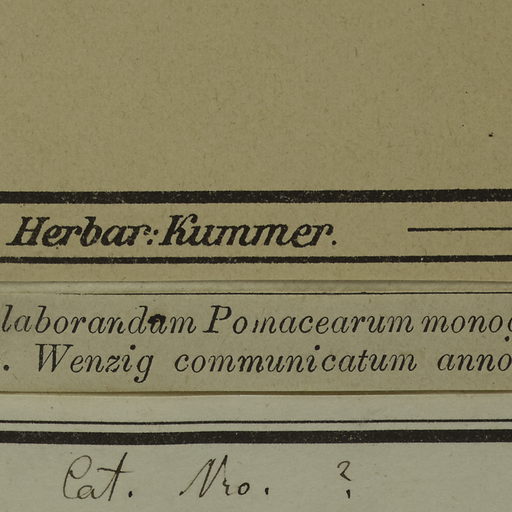 Herbar: Kummer.
laborandam Pomacearum monog
. Wenzig communicatum anno
Cat. Nro. ?